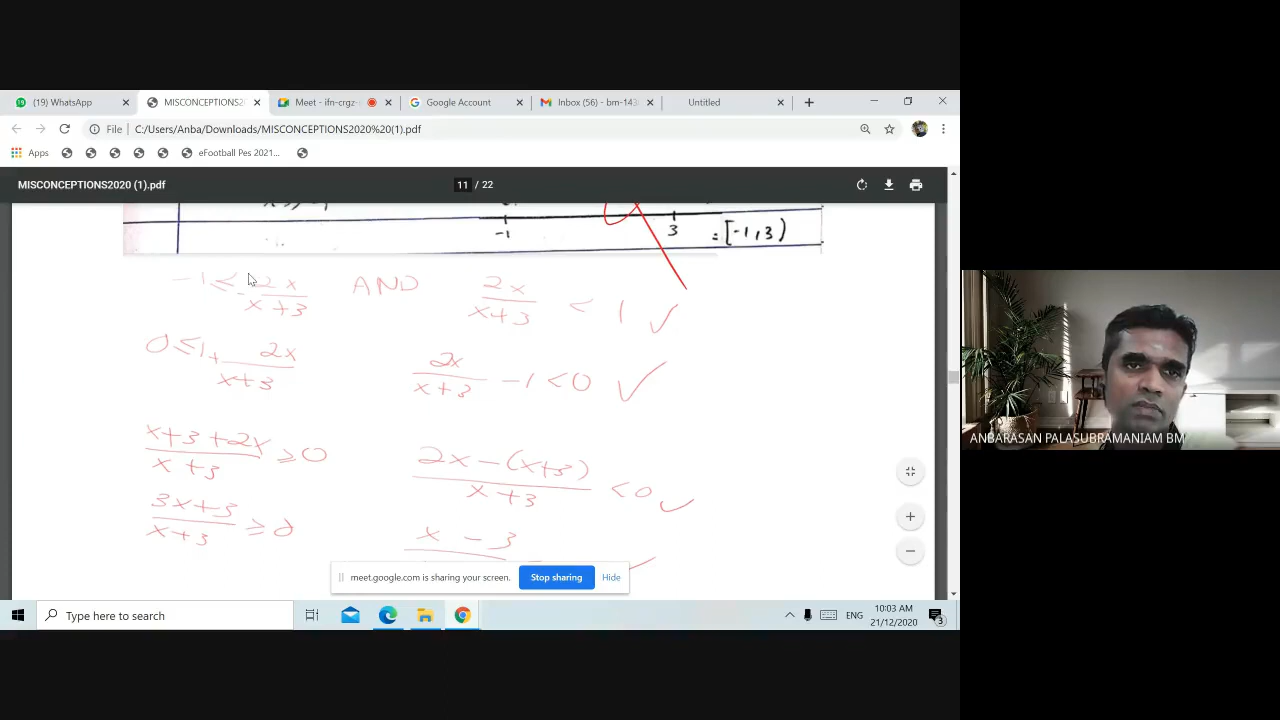 (19) WhatsApp
MISCONCEPTIONS20
Meet - ifn-crgz-
Google Account
Inbox (56) - bm-143
Untitled
File
C:/Users/Anba/Downloads/MISCONCEPTIONS2020%20(1).pdf
Apps
eFootball Pes 2021...
MISCONCEPTIONS2020 (1).pdf
11 / 22
-1 3 = [-1, 3)
-1 ≤ 2x/x+3 AND 2x/x+3 < 1 ✓
0 ≤ 1 + 2x/x+3 2x/x+3 - 1 < 0 ✓
x+3+2x/x+3 ≥ 0 2x-(x+3)/x+3 < 0 ✓
3x+3/x+3 ≥ 0 x - 3
meet.google.com is sharing your screen.
Stop sharing
Hide
ANBARASAN PALASUBRAMANIAM BM
Type here to search
ENG
10:03 AM
21/12/2020
3